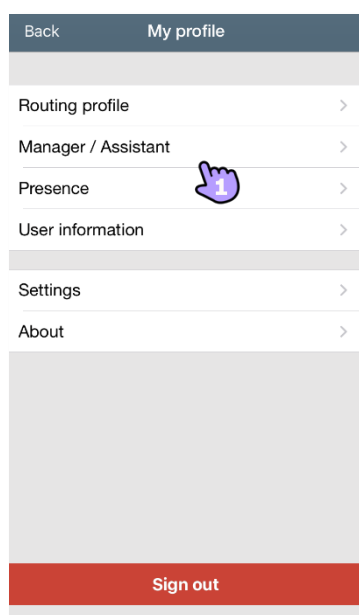 Back My profile
Routing profile
Manager / Assistant
1
Presence
User information
Settings
About
Sign out